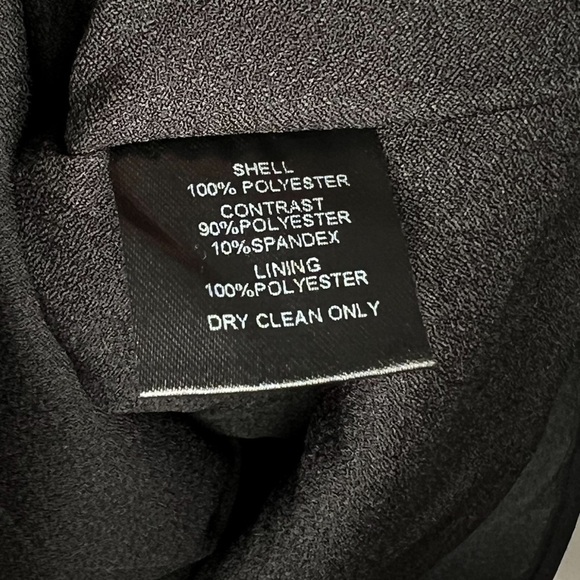 SHELL
100% POLYESTER
CONTRAST
90%POLYESTER
10%SPANDEX
LINING
100%POLYESTER
DRY CLEAN ONLY